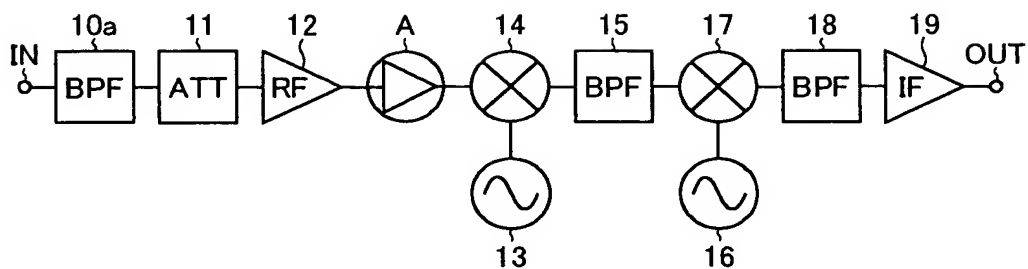 10a 11 12 A 14 15 17 18 19
IN BPF ATT RF BPF BPF IF OUT
13 16